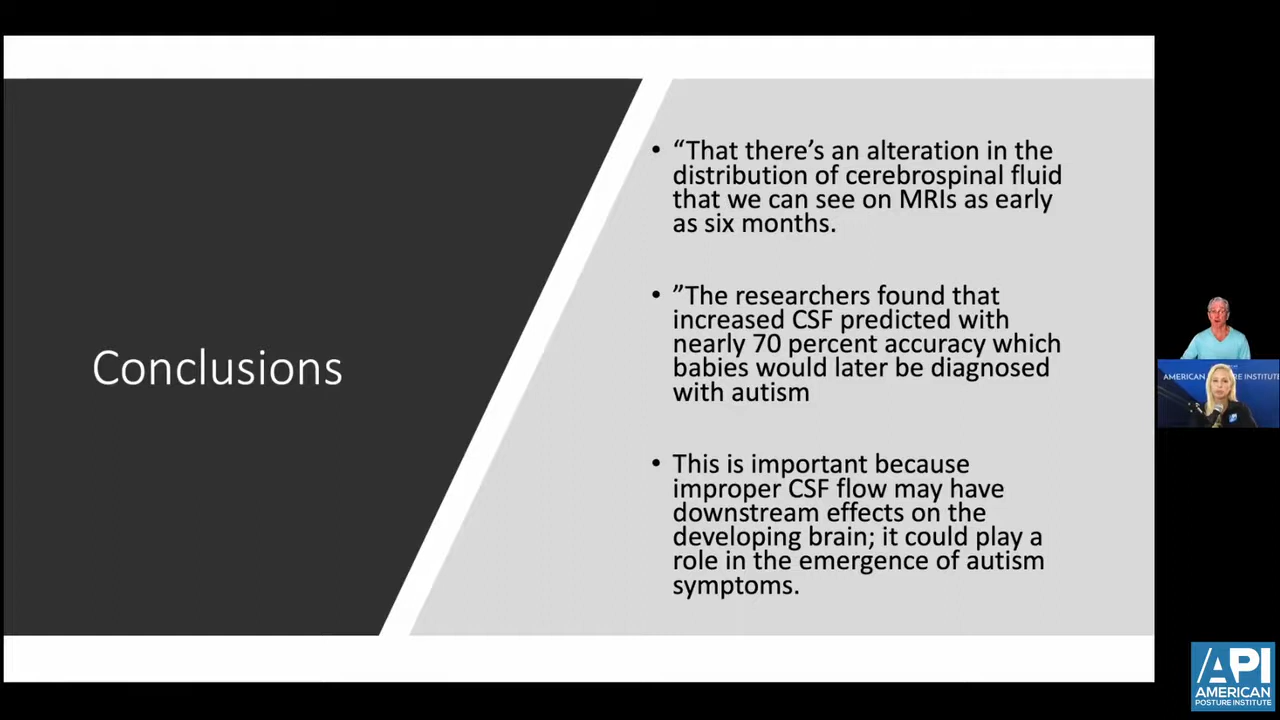 Conclusions
• “That there’s an alteration in the
distribution of cerebrospinal fluid
that we can see on MRIs as early
as six months.
• ”The researchers found that
increased CSF predicted with
nearly 70 percent accuracy which
babies would later be diagnosed
with autism
• This is important because
improper CSF flow may have
downstream effects on the
developing brain; it could play a
role in the emergence of autism
symptoms.
AMERICAN
API
AMERICAN
POSTURE INSTITUTE